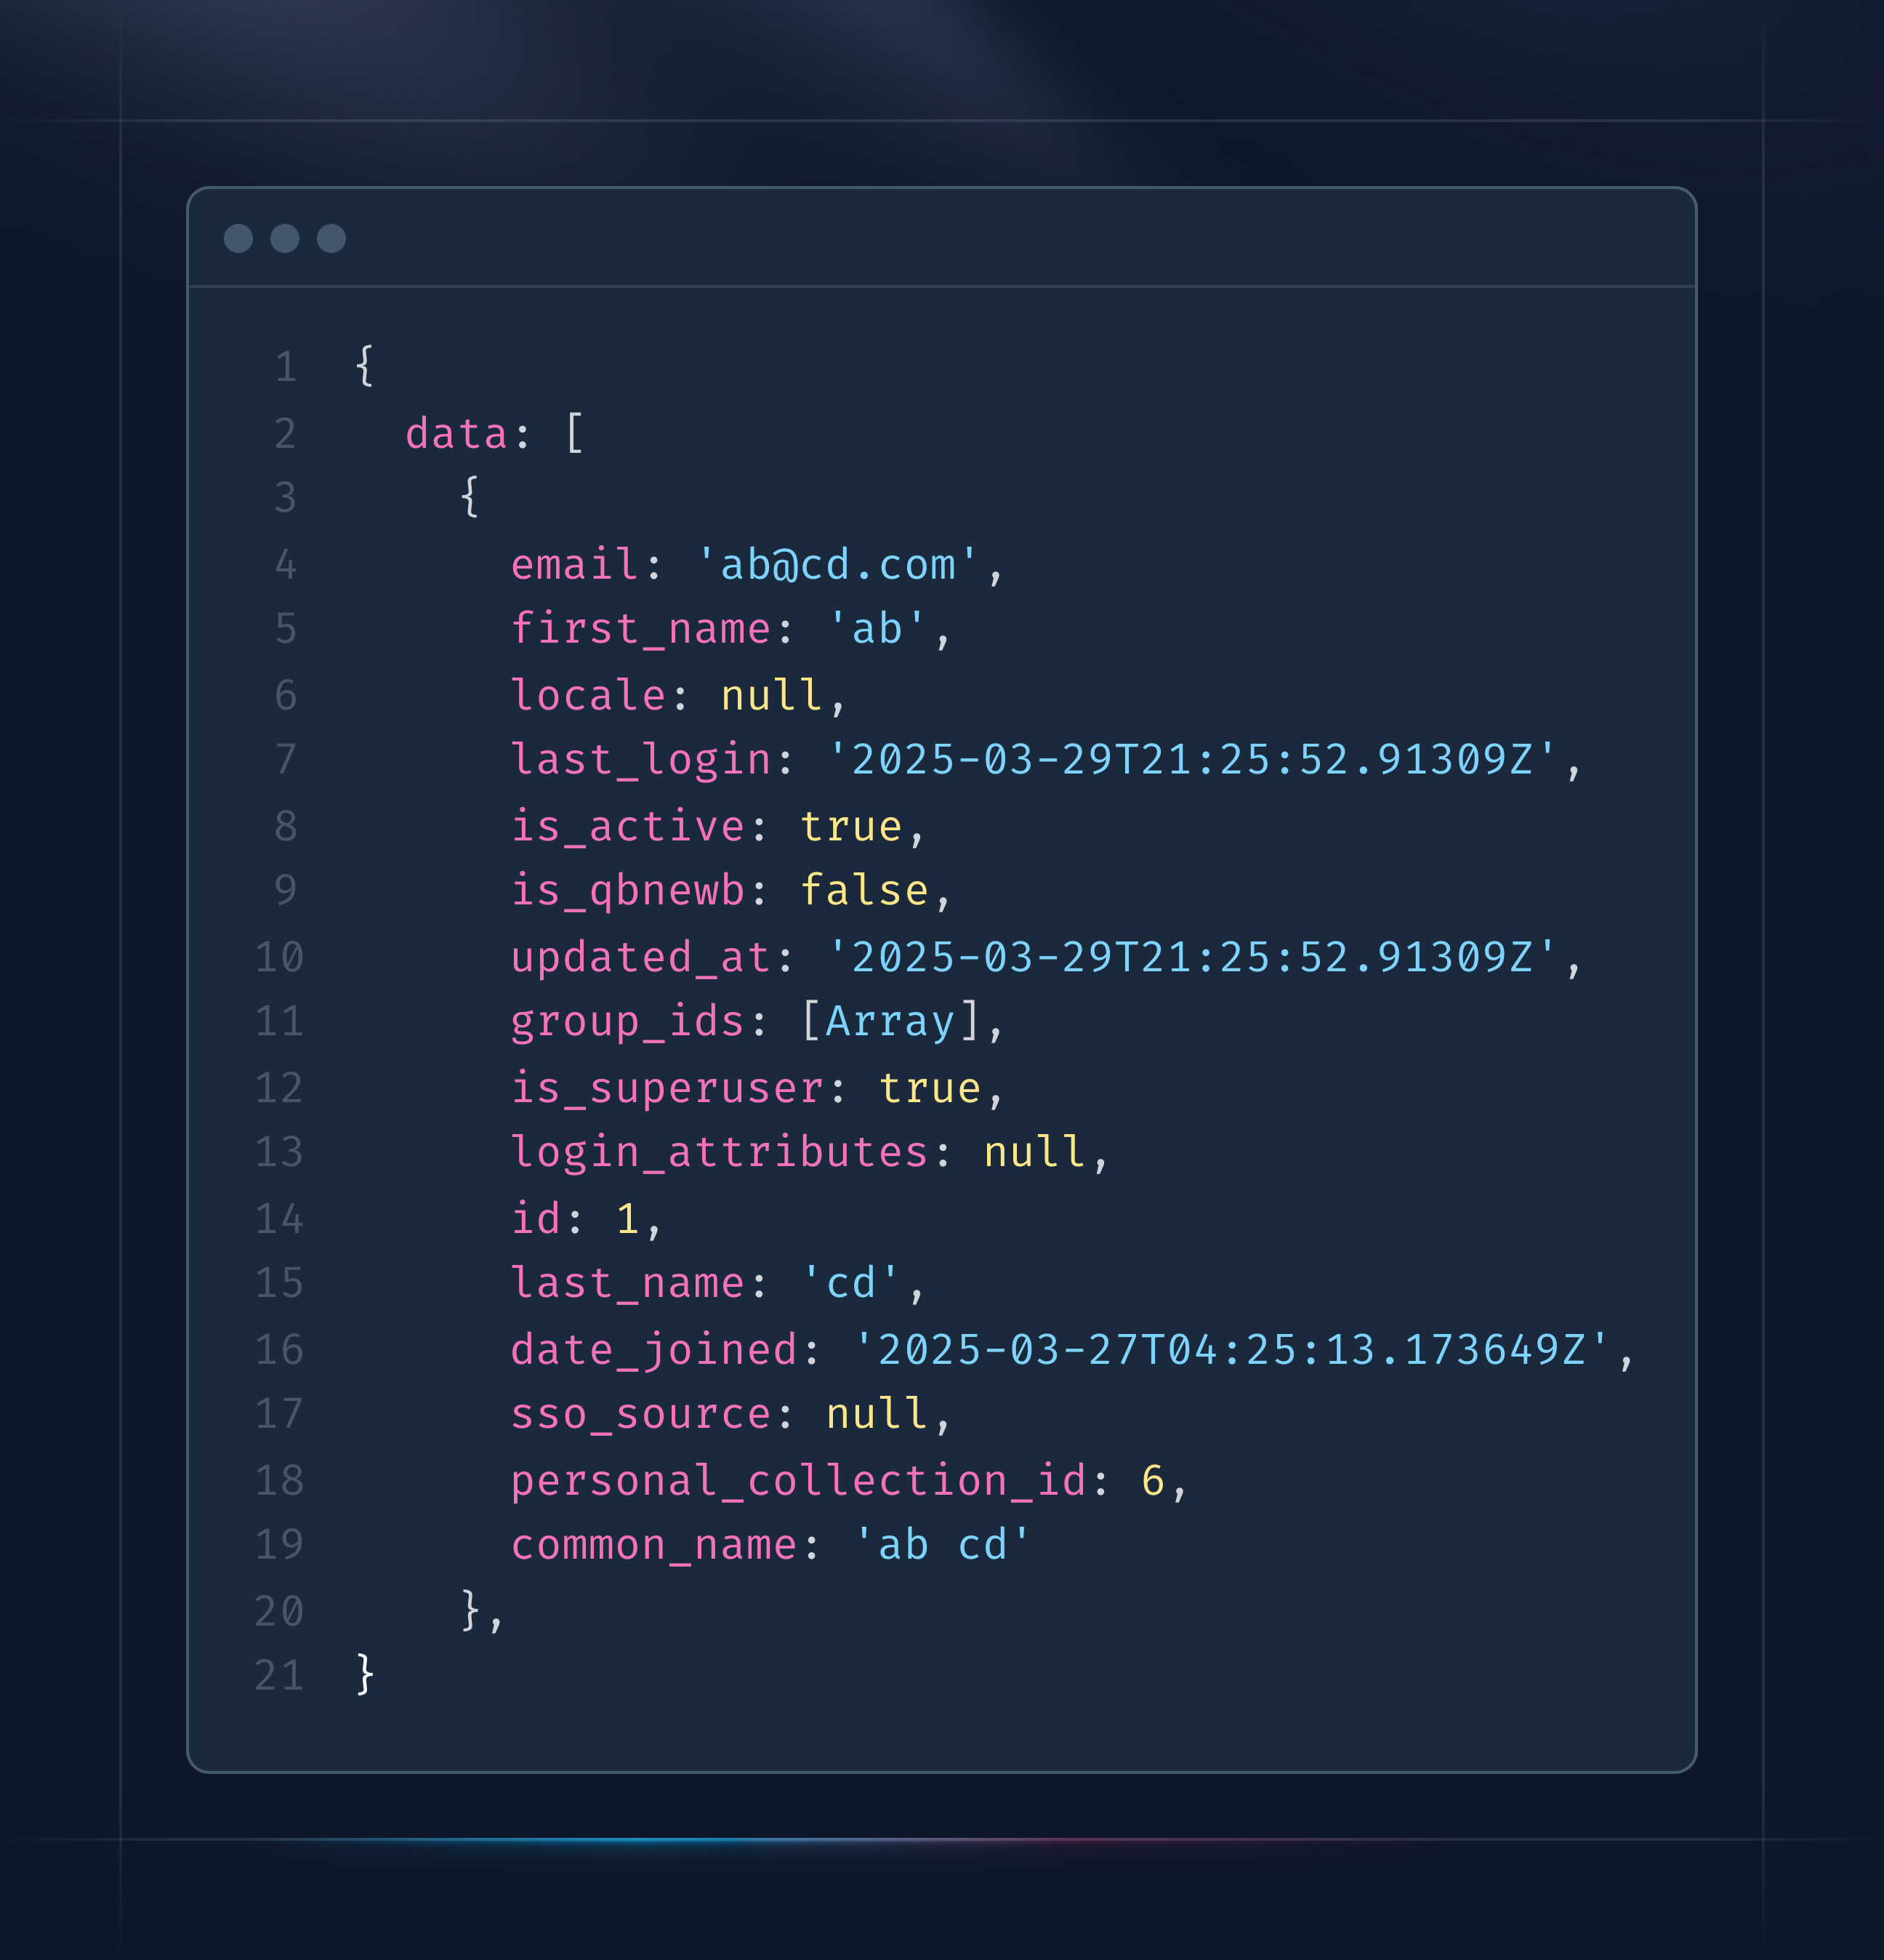 1 {
2   data: [
3     {
4       email: 'ab@cd.com',
5       first_name: 'ab',
6       locale: null,
7       last_login: '2025-03-29T21:25:52.91309Z',
8       is_active: true,
9       is_qbnewb: false,
10       updated_at: '2025-03-29T21:25:52.91309Z',
11       group_ids: [Array],
12       is_superuser: true,
13       login_attributes: null,
14       id: 1,
15       last_name: 'cd',
16       date_joined: '2025-03-27T04:25:13.173649Z',
17       sso_source: null,
18       personal_collection_id: 6,
19       common_name: 'ab cd'
20     },
21 }